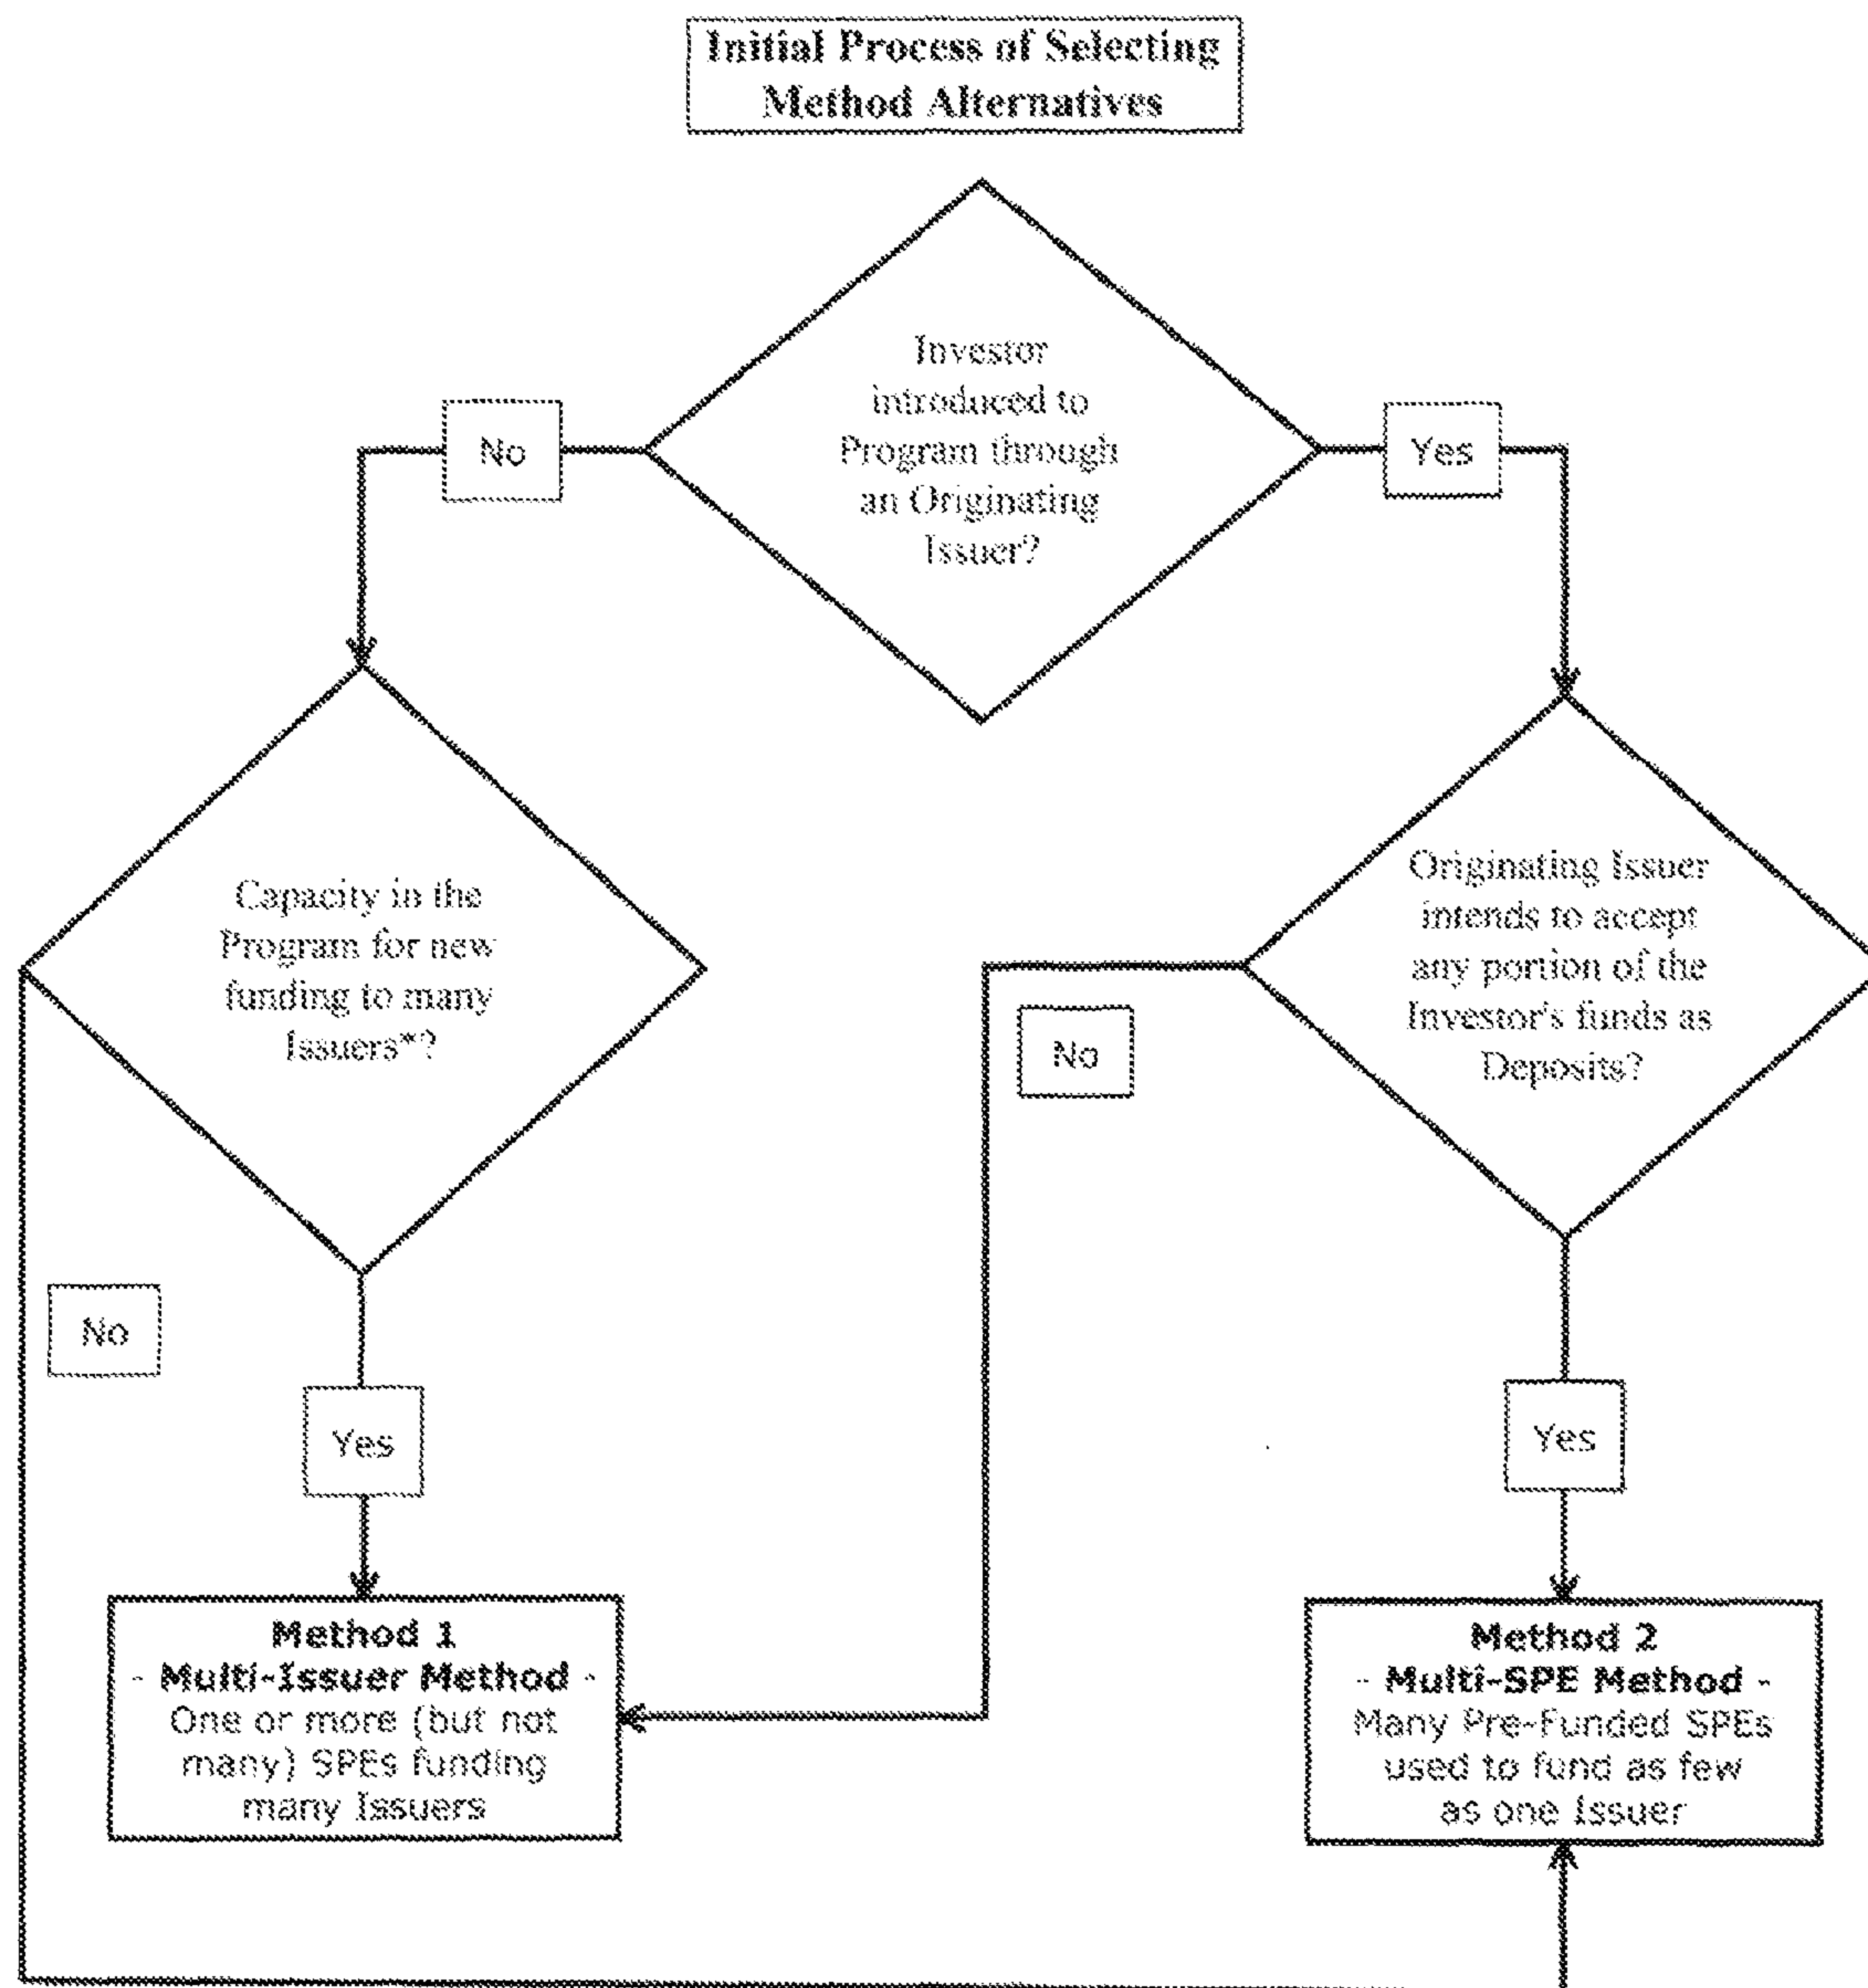 Initial Process of Selecting
Method Alternatives
Investor
introduced to
Program through
an Originating
Issuer?
No
Yes
Capacity in the
Program for new
funding to many
Issuers*?
Originating Issuer
intends to accept
any portion of the
Investor's funds as
Deposits?
No
No
Yes
Yes
Method 1
- Multi-Issuer Method -
One or more (but not
many) SPEs funding
many Issuers
Method 2
- Multi-SPE Method -
Many Pre-Funded SPEs
used to fund as few
as one Issuer